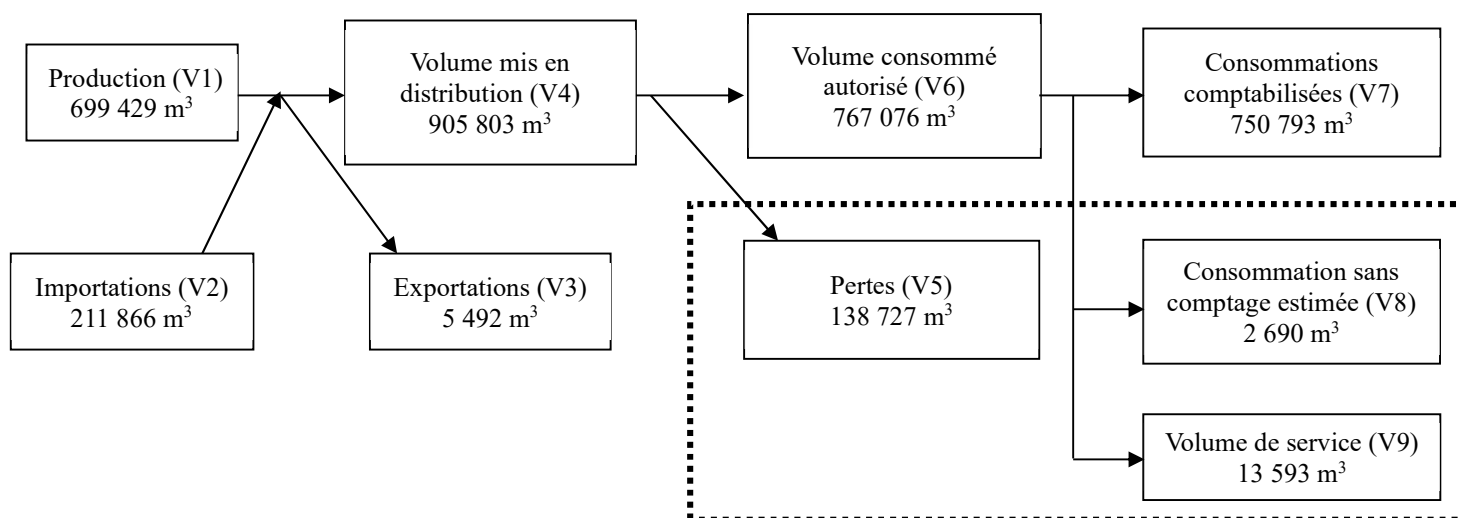 Production (V1)
699 429 m³
Volume mis en
distribution (V4)
905 803 m³
Volume consommé
autorisé (V6)
767 076 m³
Consommations
comptabilisées (V7)
750 793 m³
Importations (V2)
211 866 m³
Exportations (V3)
5 492 m³
Pertes (V5)
138 727 m³
Consommation sans
comptage estimée (V8)
2 690 m³
Volume de service (V9)
13 593 m³